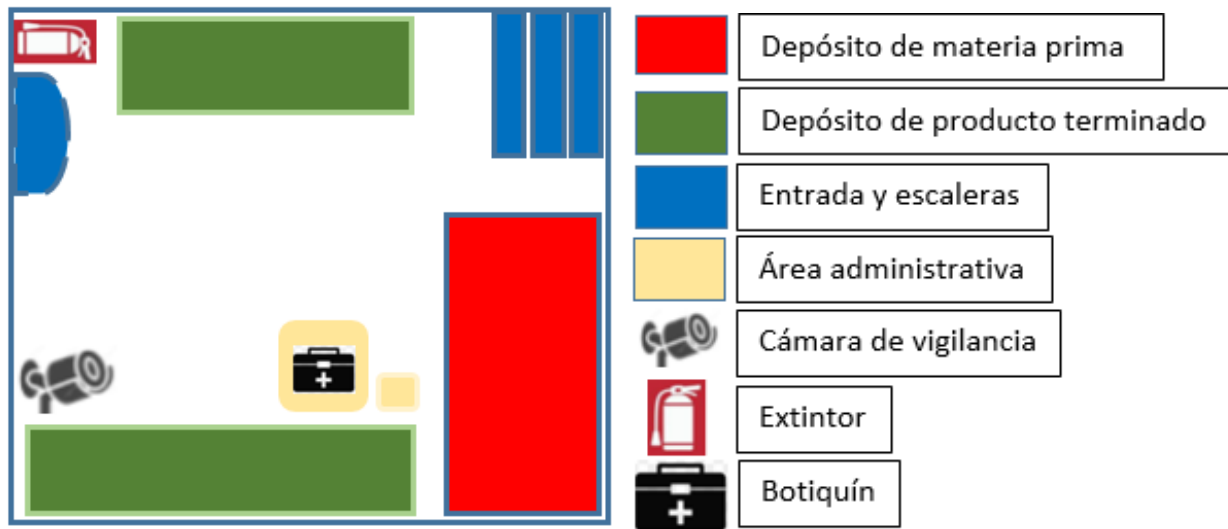 Depósito de materia prima
Depósito de producto terminado
Entrada y escaleras
Área administrativa
Cámara de vigilancia
Extintor
Botiquín